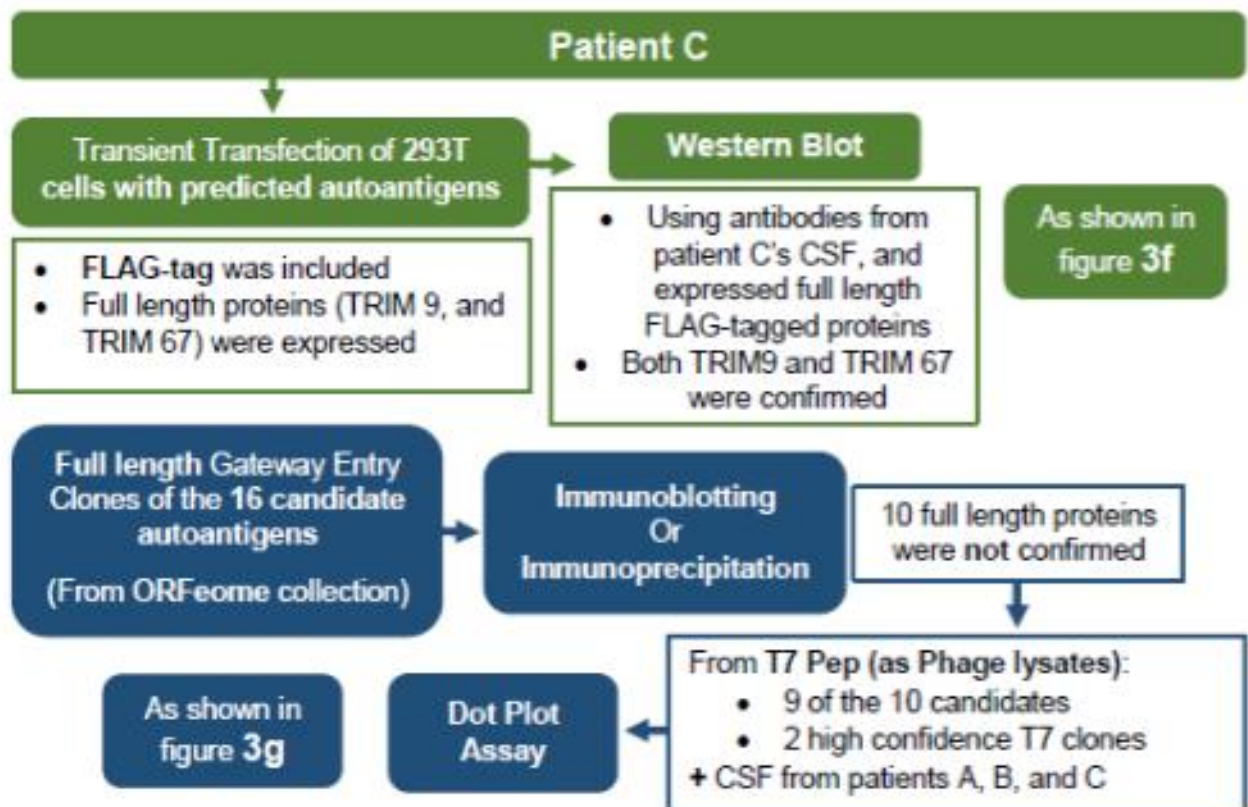 Patient C
Transient Transfection of 293T
cells with predicted autoantigens
• FLAG-tag was included
• Full length proteins (TRIM 9, and
TRIM 67) were expressed
Western Blot
• Using antibodies from
patient C's CSF, and
expressed full length
FLAG-tagged proteins
• Both TRIM9 and TRIM 67
were confirmed
As shown in
figure 3f
Full length Gateway Entry
Clones of the 16 candidate
autoantigens
(From ORFeome collection)
Immunoblotting
Or
Immunoprecipitation
10 full length proteins
were not confirmed
From T7 Pep (as Phage lysates):
• 9 of the 10 candidates
• 2 high confidence T7 clones
+ CSF from patients A, B, and C
Dot Plot
Assay
As shown in
figure 3g